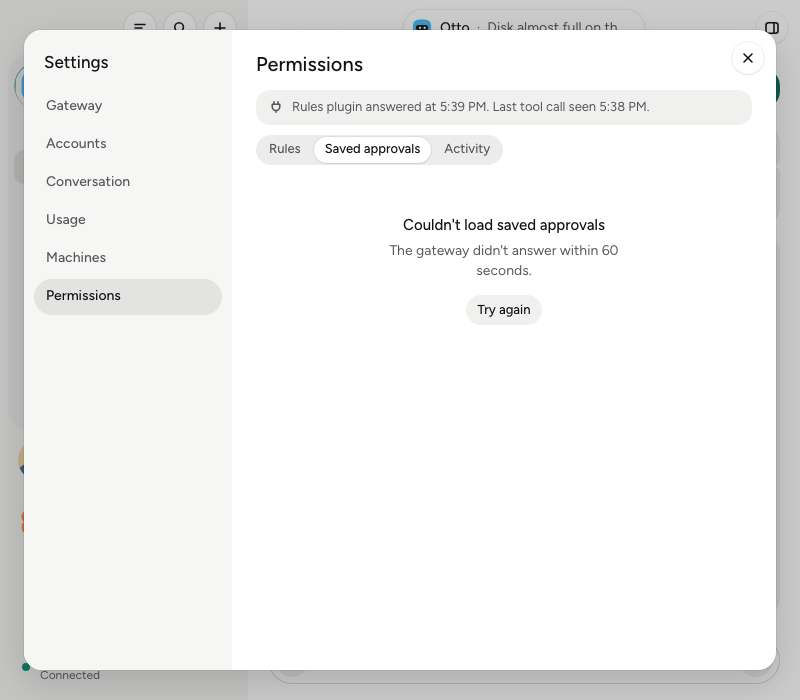 Otto · Disk almost full on th
Settings
Gateway
Accounts
Conversation
Usage
Machines
Permissions
Permissions
Rules plugin answered at 5:39 PM. Last tool call seen 5:38 PM.
Rules Saved approvals Activity
Couldn't load saved approvals
The gateway didn't answer within 60
seconds.
Try again
Connected